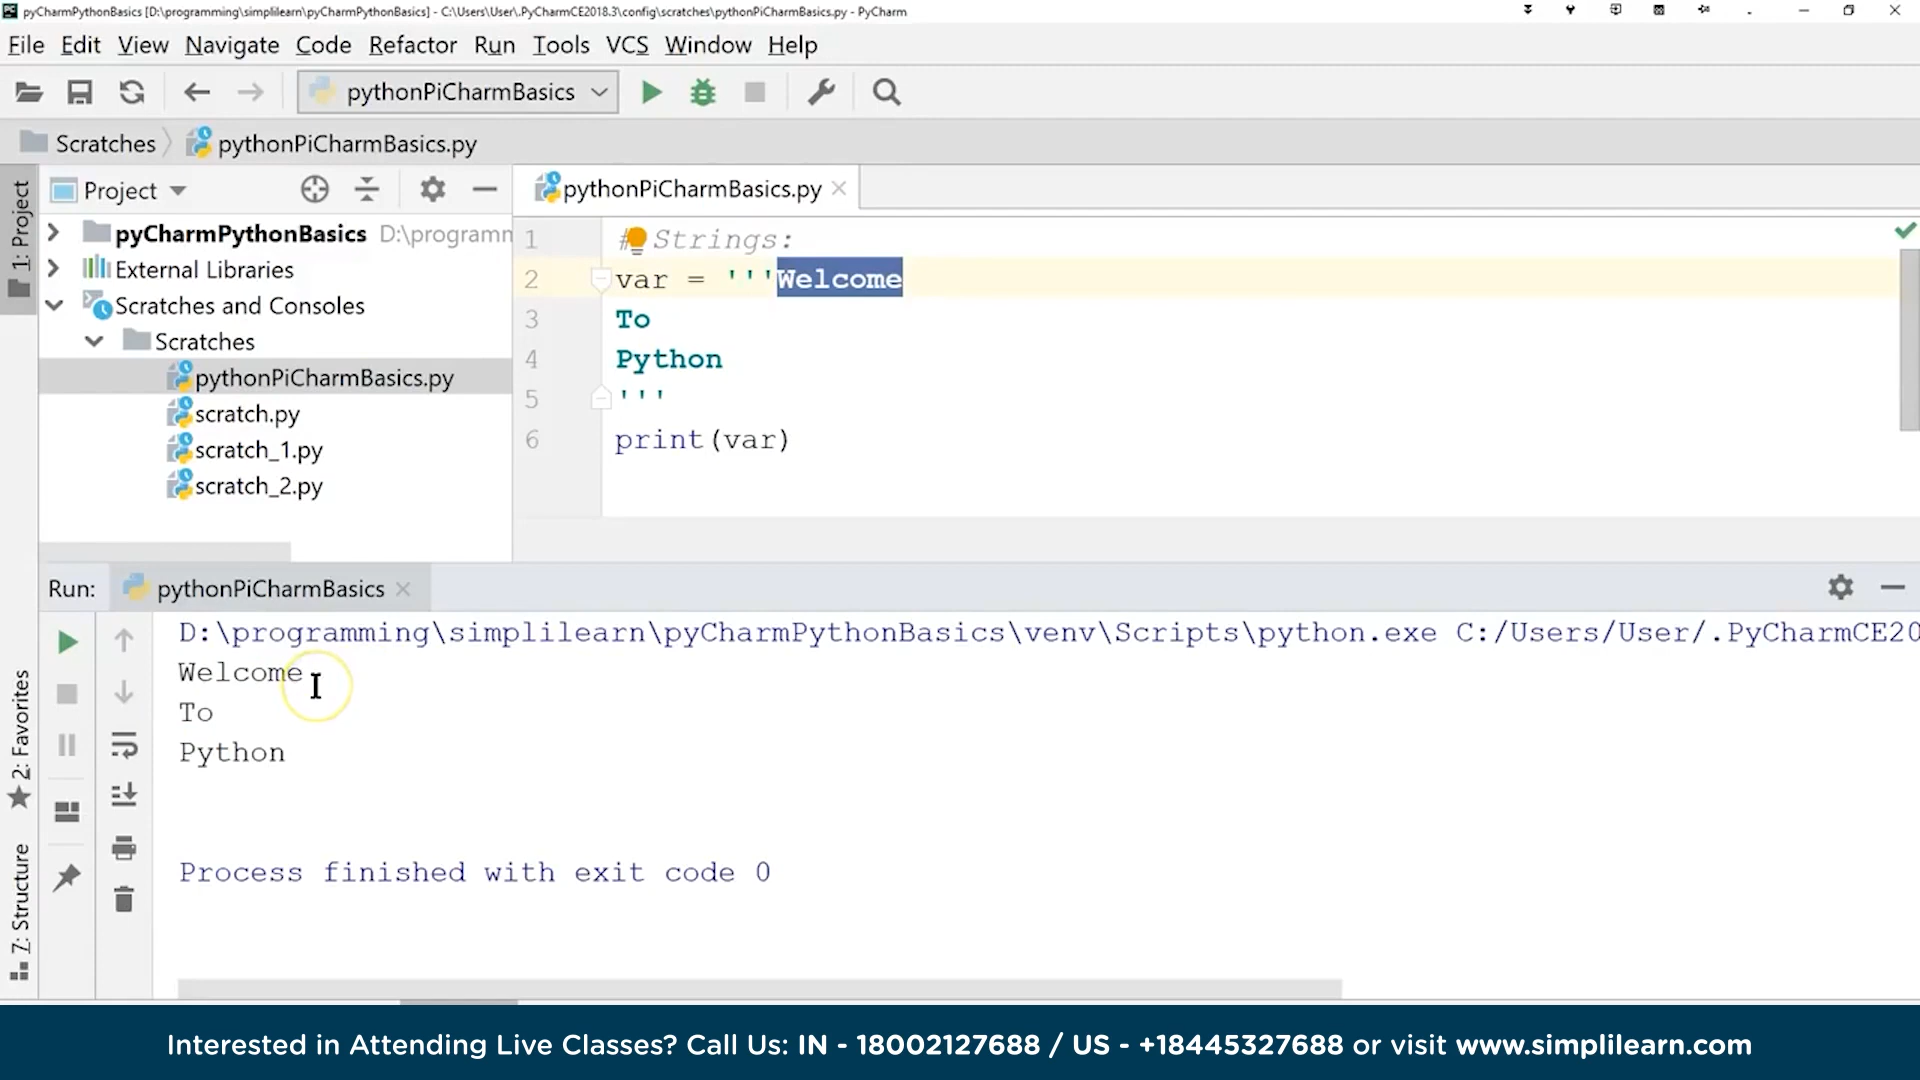 pyCharmPythonBasics [D:\programming\simplilearn\pyCharmPythonBasics] - C:\Users\User\.PyCharmCE2018.3\config\scratches\pythonPiCharmBasics.py - PyCharm
File Edit View Navigate Code Refactor Run Tools VCS Window Help
pythonPiCharmBasics
Scratches pythonPiCharmBasics.py
1: Project
Project
pyCharmPythonBasics D:\programm
External Libraries
Scratches and Consoles
Scratches
pythonPiCharmBasics.py
scratch.py
scratch_1.py
scratch_2.py
pythonPiCharmBasics.py
1 # Strings:
2 var = '''Welcome
3 To
4 Python
5 '''
6 print(var)
Run: pythonPiCharmBasics
D:\programming\simplilearn\pyCharmPythonBasics\venv\Scripts\python.exe C:/Users/User/.PyCharmCE20
Welcome
To
Python
Process finished with exit code 0
2: Favorites
7: Structure
Interested in Attending Live Classes? Call Us: IN - 18002127688 / US - +18445327688 or visit www.simplilearn.com